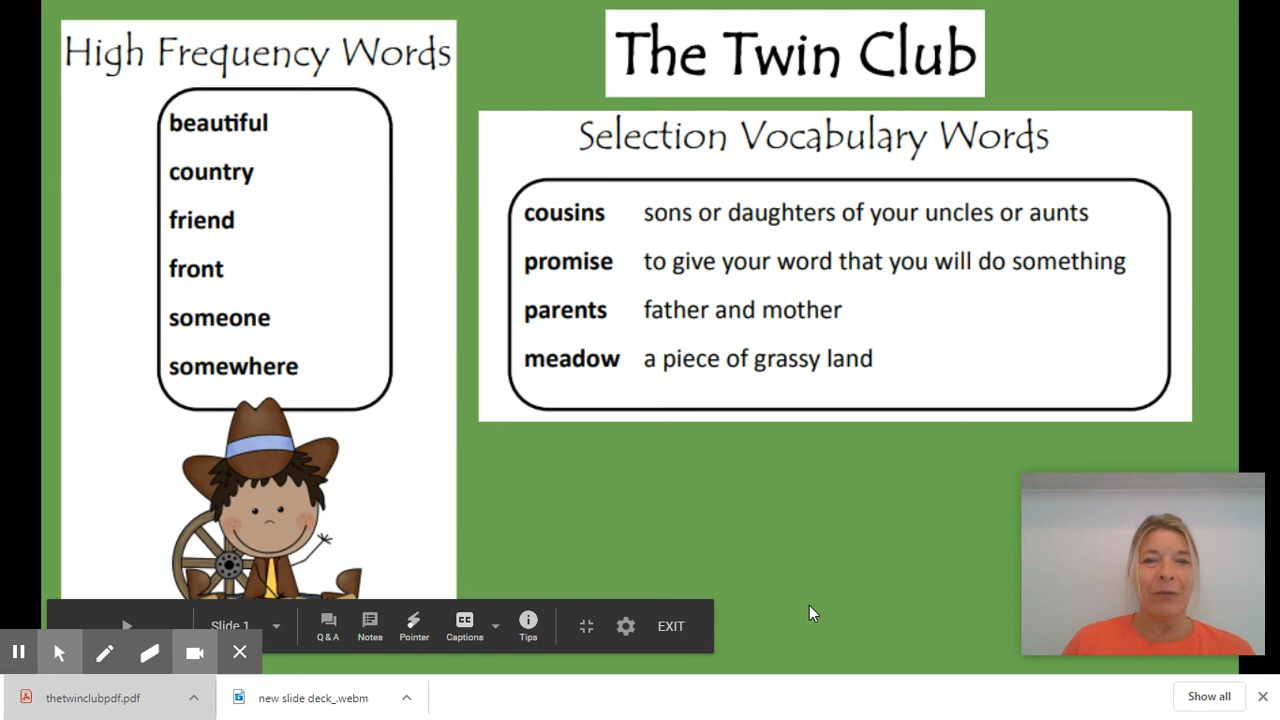 High Frequency Words
beautiful
country
friend
front
someone
somewhere
The Twin Club
Selection Vocabulary Words
cousins sons or daughters of your uncles or aunts
promise to give your word that you will do something
parents father and mother
meadow a piece of grassy land
Slide 1
Q & A
Notes
Pointer
CC
Captions
Tips
EXIT
thetwinclubpdf.pdf
new slide deck_.webm
Show all